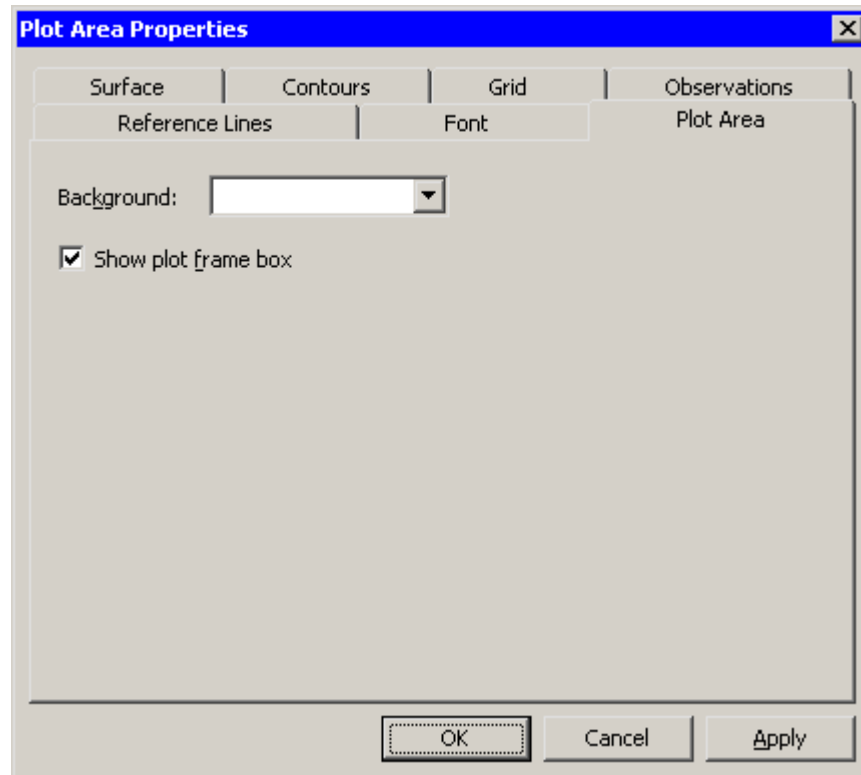 Plot Area Properties
Surface Contours Grid Observations
Reference Lines Font Plot Area
Background:
Show plot frame box
OK Cancel Apply